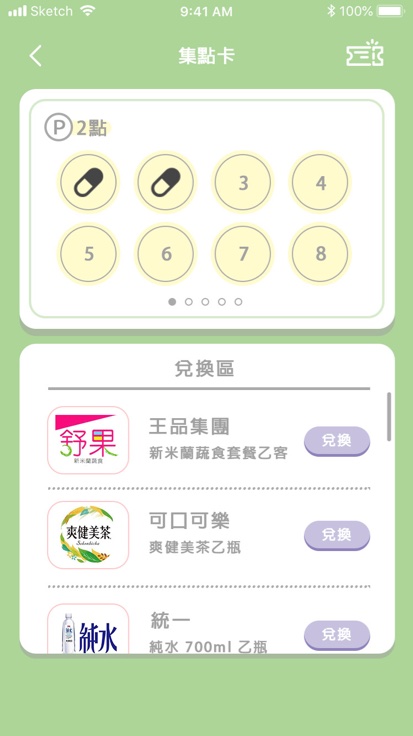 Sketch 9:41 AM 100%
集點卡
P 2點
3 4
5 6 7 8
兌換區
舒果
新米蘭蔬食
王品集團
新米蘭蔬食套餐乙客
兌換
爽健美茶
Sokenbicha
可口可樂
爽健美茶乙瓶
兌換
純水
統一
純水 700ml 乙瓶
兌換